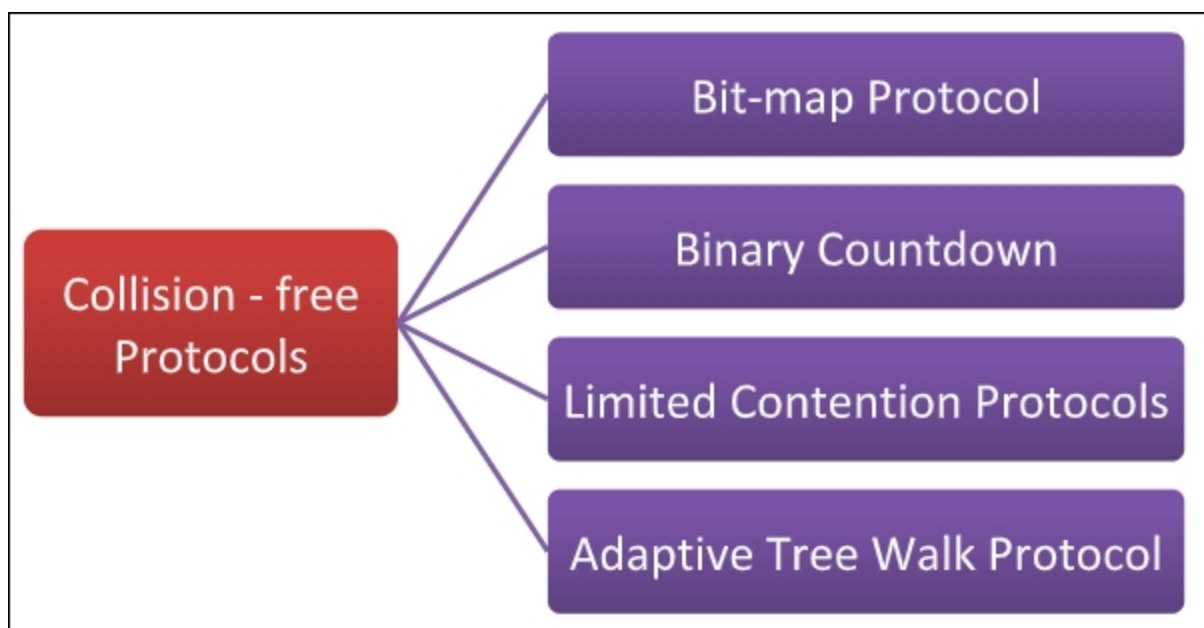 Collision - free
Protocols
Bit-map Protocol
Binary Countdown
Limited Contention Protocols
Adaptive Tree Walk Protocol